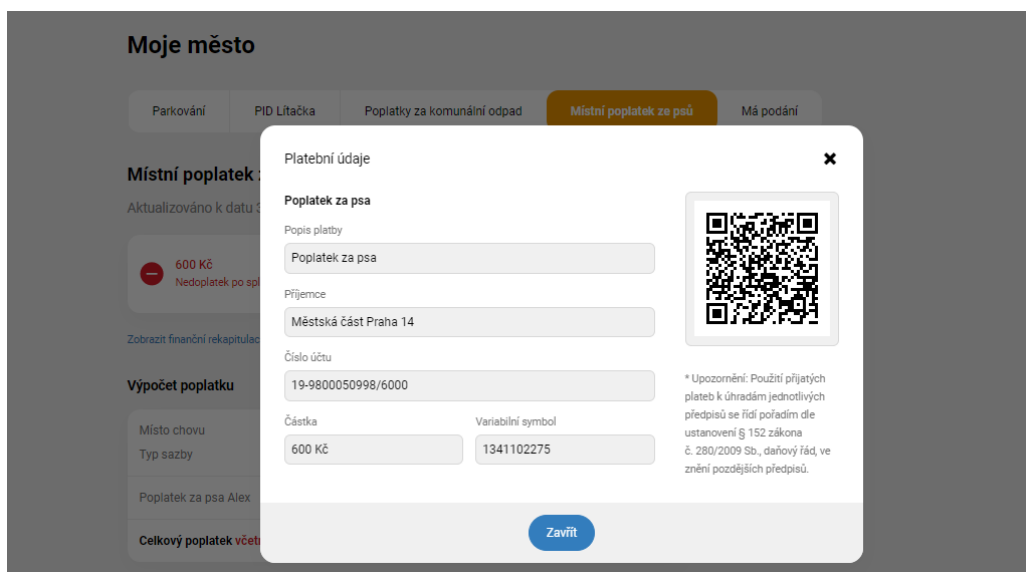 Moje město
Parkování
PID Lítačka
Poplatky za komunální odpad
Místní poplatek ze psů
Má podání
Místní poplatek
Aktualizováno k datu
600 Kč
Nedoplatek po spl
Zobrazit finanční rekapitulac
Výpočet poplatku
Místo chovu
Typ sazby
Poplatek za psa Alex
Celkový poplatek včet
Platební údaje
Poplatek za psa
Popis platby
Poplatek za psa
Příjemce
Městská část Praha 14
Číslo účtu
19-9800050998/6000
Částka
Variabilní symbol
600 Kč
1341102275
* Upozornění: Použití přijatých
plateb k úhradám jednotlivých
předpisů se řídí pořadím dle
ustanovení § 152 zákona
č. 280/2009 Sb., daňový řád, ve
znění pozdějších předpisů.
Zavřít